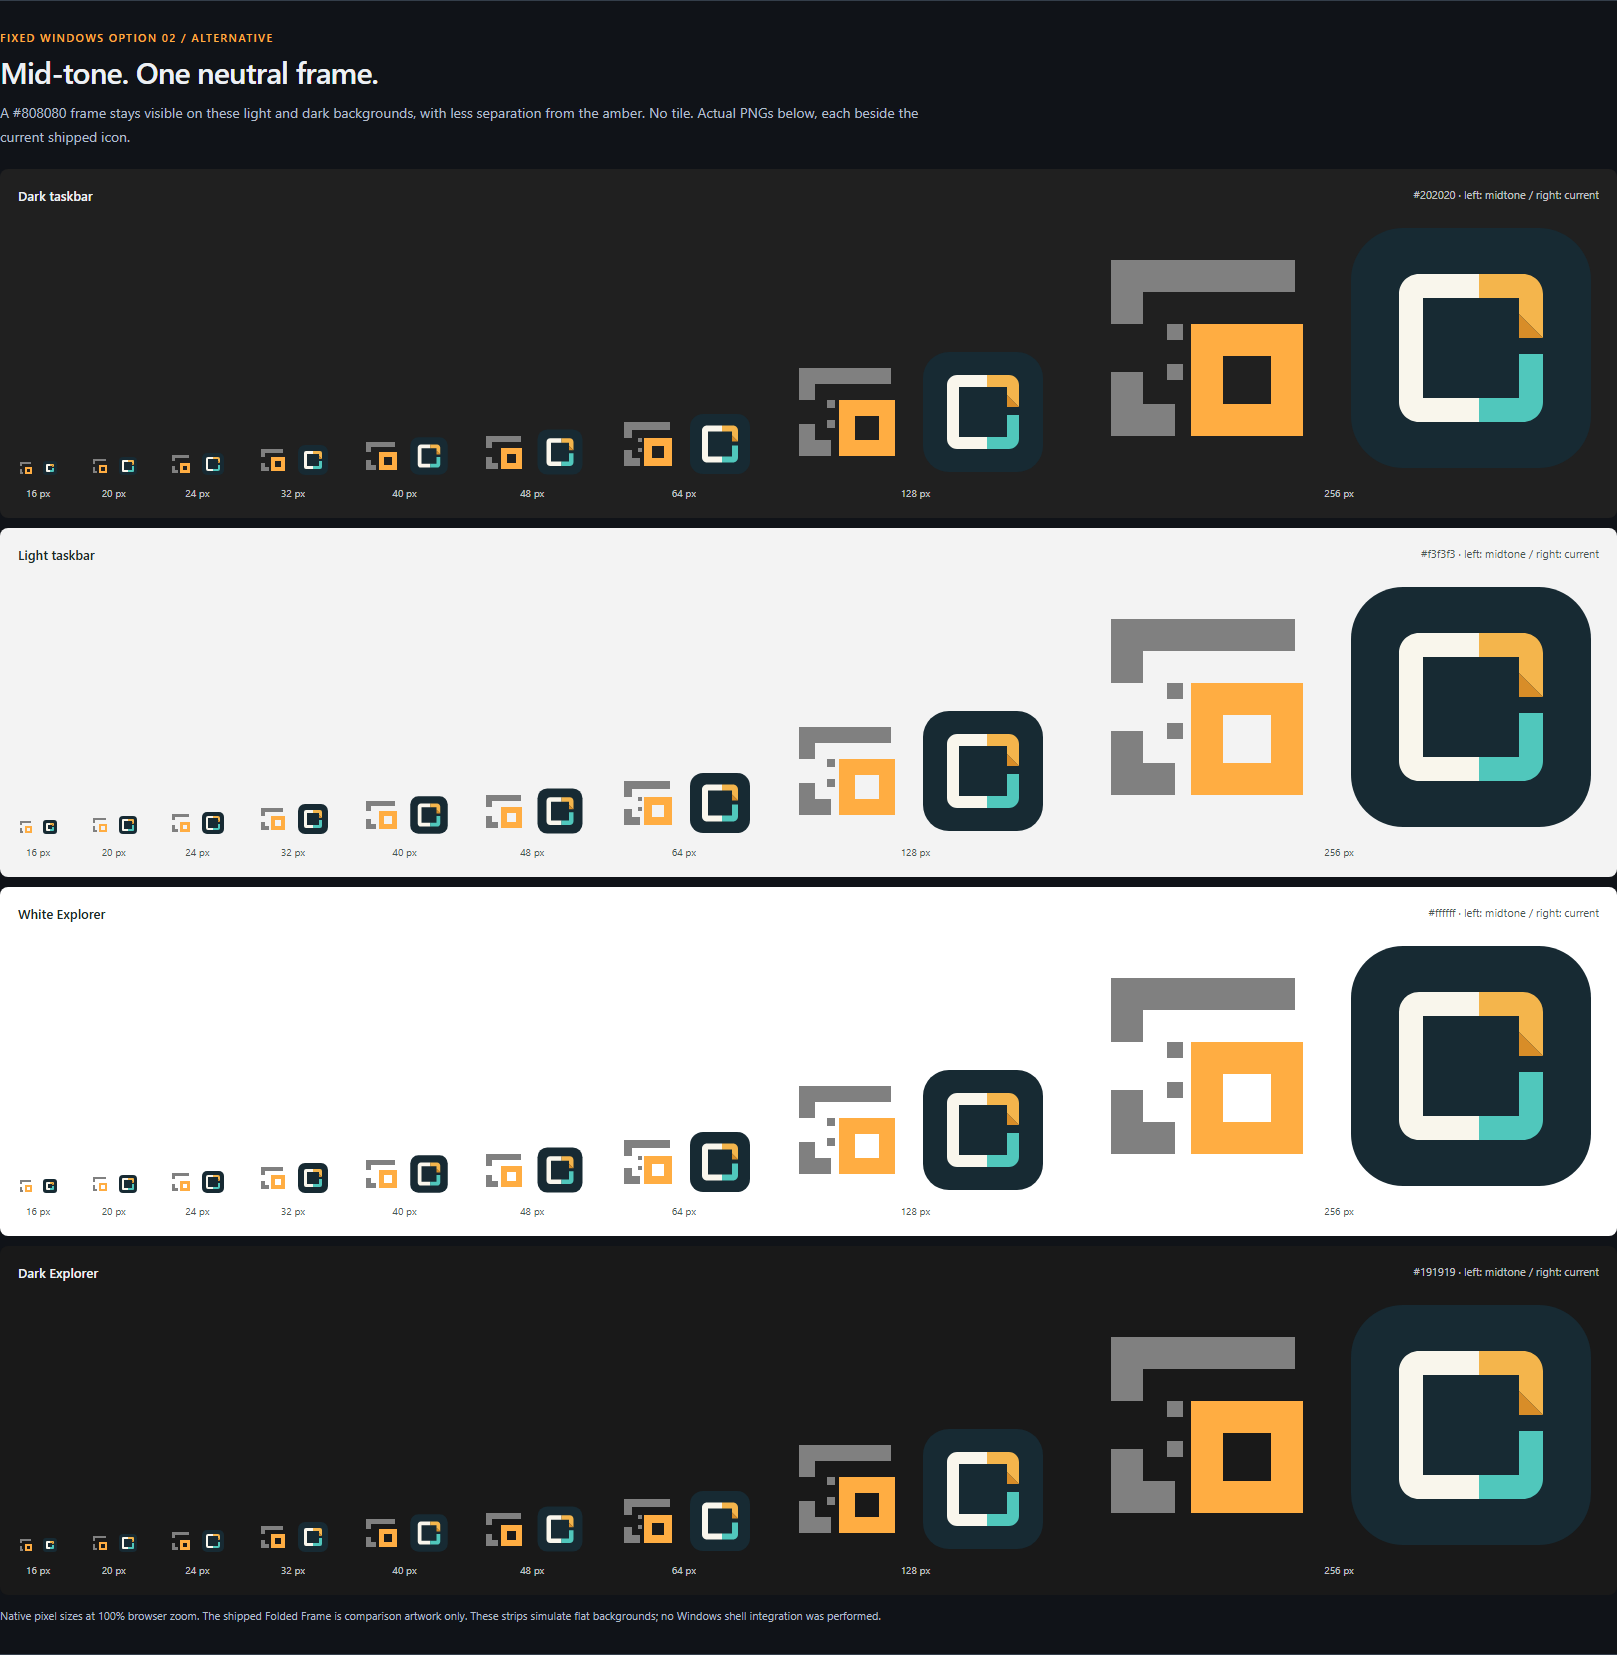 FIXED WINDOWS OPTION 02 / ALTERNATIVE
Mid-tone. One neutral frame.
A #808080 frame stays visible on these light and dark backgrounds, with less separation from the amber. No tile. Actual PNGs below, each beside the
current shipped icon.
Dark taskbar
#202020 · left: midtone / right: current
16 px 20 px 24 px 32 px 40 px 48 px 64 px 128 px 256 px
Light taskbar
#f3f3f3 · left: midtone / right: current
16 px 20 px 24 px 32 px 40 px 48 px 64 px 128 px 256 px
White Explorer
#ffffff · left: midtone / right: current
16 px 20 px 24 px 32 px 40 px 48 px 64 px 128 px 256 px
Dark Explorer
#191919 · left: midtone / right: current
16 px 20 px 24 px 32 px 40 px 48 px 64 px 128 px 256 px
Native pixel sizes at 100% browser zoom. The shipped Folded Frame is comparison artwork only. These strips simulate flat backgrounds; no Windows shell integration was performed.